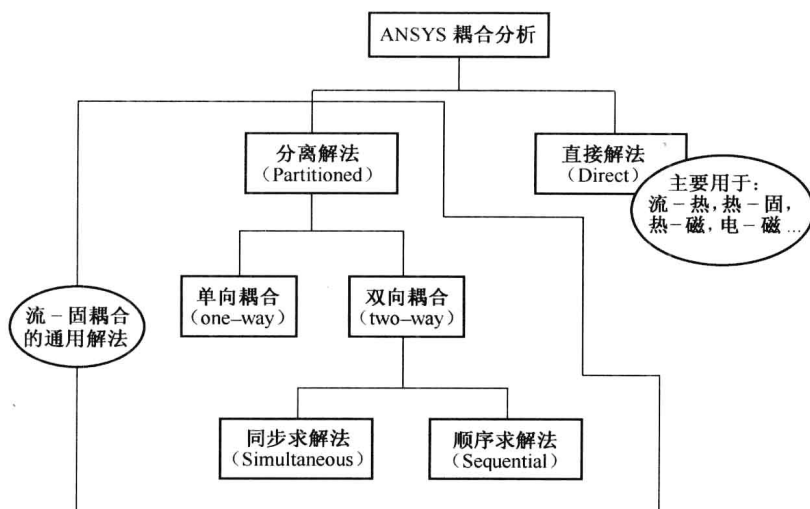 ANSYS 耦合分析
分离解法
（Partitioned）
直接解法
（Direct）
主要用于：
流－热，热－固，
热－磁，电－磁…
单向耦合
（one–way）
双向耦合
（two–way）
流－固耦合
的通用解法
同步求解法
（Simultaneous）
顺序求解法
（Sequential）